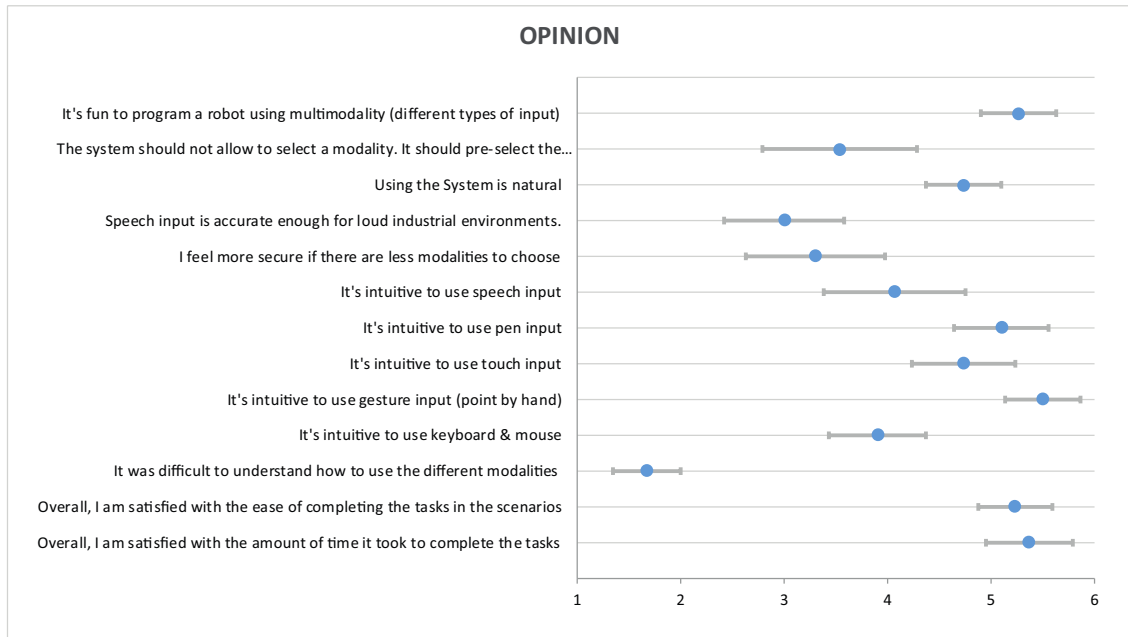 OPINION
It's fun to program a robot using multimodality (different types of input)
The system should not allow to select a modality. It should pre-select the...
Using the System is natural
Speech input is accurate enough for loud industrial environments.
I feel more secure if there are less modalities to choose
It's intuitive to use speech input
It's intuitive to use pen input
It's intuitive to use touch input
It's intuitive to use gesture input (point by hand)
It's intuitive to use keyboard & mouse
It was difficult to understand how to use the different modalities
Overall, I am satisfied with the ease of completing the tasks in the scenarios
Overall, I am satisfied with the amount of time it took to complete the tasks
1 2 3 4 5 6